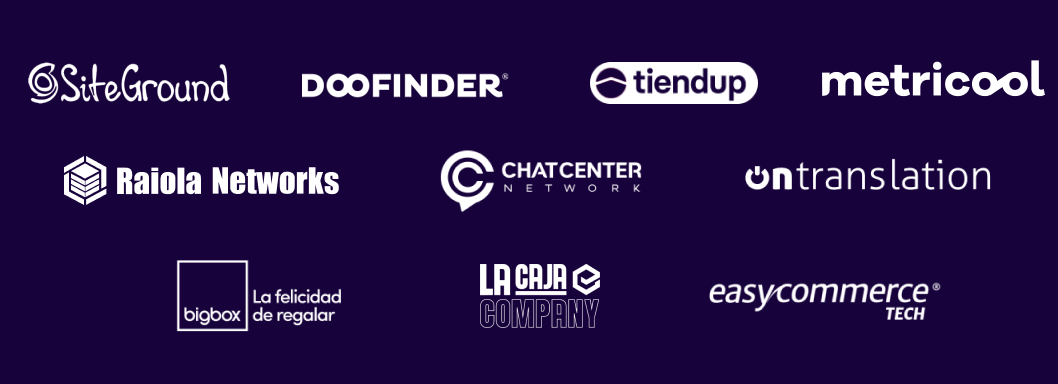 SiteGround
DOOFINDER®
tiendup
metricool
Raiola Networks
CHATCENTER
NETWORK
ontranslation
bigbox
La felicidad
de regalar
LA CAJA
COMPANY
easycommerce®
TECH